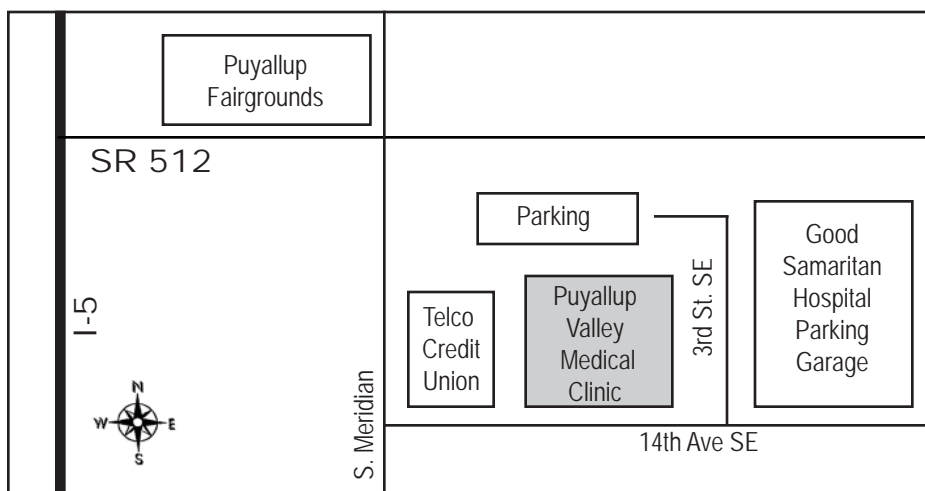 Puyallup
Fairgrounds
SR 512
Parking
Good
Samaritan
Hospital
Parking
Garage
3rd St. SE
Puyallup
Valley
Medical
Clinic
Telco
Credit
Union
I-5
S. Meridian
N
W
E
S
14th Ave SE